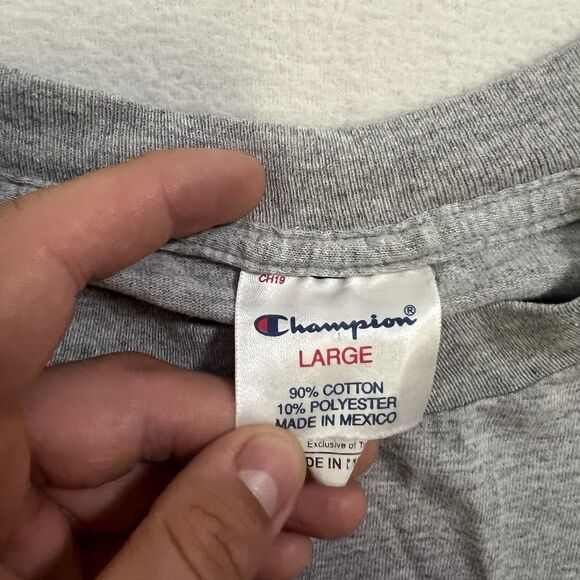 CH19
Champion®
LARGE
90% COTTON
10% POLYESTER
MADE IN MEXICO
Exclusive of
DE IN